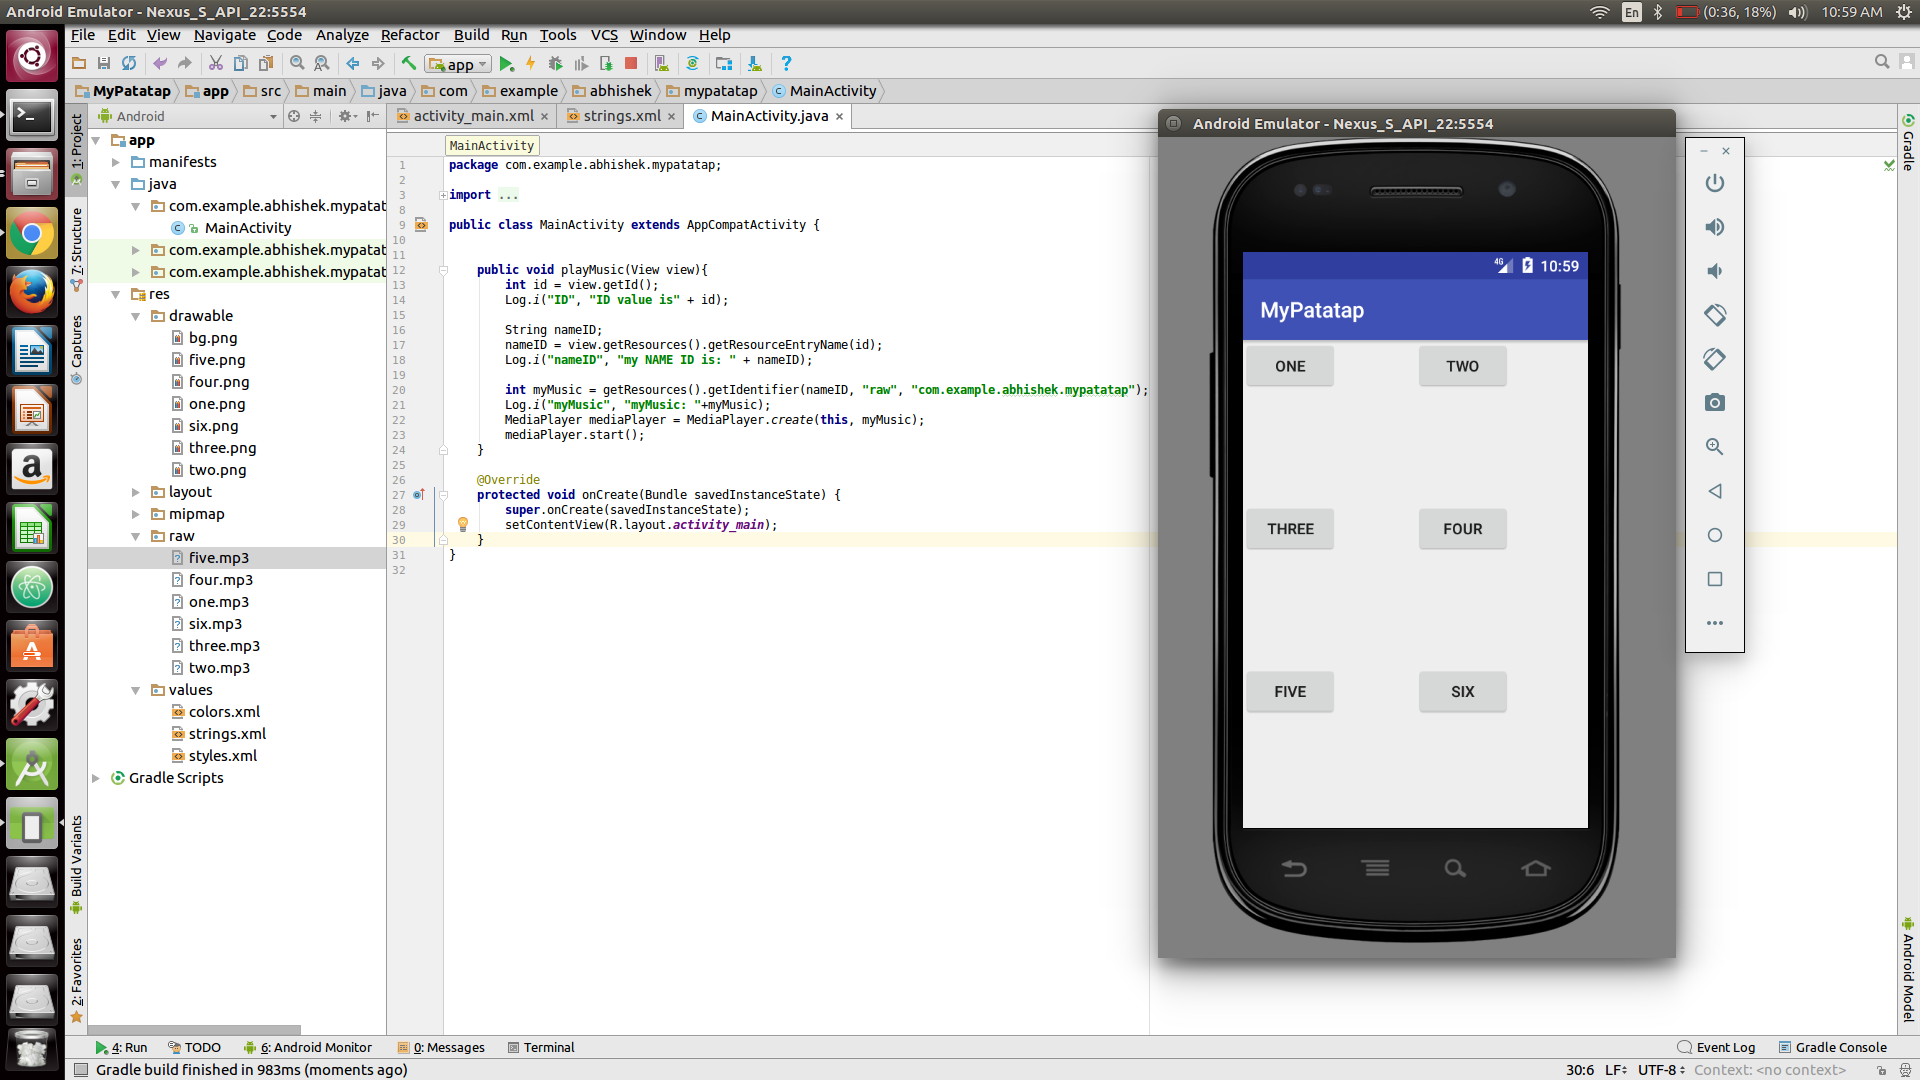 Android Emulator - Nexus_S_API_22:5554
En (0:36, 18%) 10:59 AM
File Edit View Navigate Code Analyze Refactor Build Run Tools VCS Window Help
app
MyPatatap app src main java com example abhishek mypatatap MainActivity
Android
activity_main.xml
strings.xml
MainActivity.java
1: Project
7: Structure
Captures
Build Variants
2: Favorites
app
manifests
java
com.example.abhishek.mypatat
MainActivity
com.example.abhishek.mypatat
com.example.abhishek.mypatat
res
drawable
bg.png
five.png
four.png
one.png
six.png
three.png
two.png
layout
mipmap
raw
five.mp3
four.mp3
one.mp3
six.mp3
three.mp3
two.mp3
values
colors.xml
strings.xml
styles.xml
Gradle Scripts
MainActivity
1 package com.example.abhishek.mypatatap;
2
3 import ...
8
9 public class MainActivity extends AppCompatActivity {
10
11
12 public void playMusic(View view){
13 int id = view.getId();
14 Log.i("ID", "ID value is" + id);
15
16 String nameID;
17 nameID = view.getResources().getResourceEntryName(id);
18 Log.i("nameID", "my NAME ID is: " + nameID);
19
20 int myMusic = getResources().getIdentifier(nameID, "raw", "com.example.abhishek.mypatatap");
21 Log.i("myMusic", "myMusic: "+myMusic);
22 MediaPlayer mediaPlayer = MediaPlayer.create(this, myMusic);
23 mediaPlayer.start();
24 }
25
26 @Override
27 protected void onCreate(Bundle savedInstanceState) {
28 super.onCreate(savedInstanceState);
29 setContentView(R.layout.activity_main);
30 }
31 }
32
Android Emulator - Nexus_S_API_22:5554
4G 10:59
MyPatatap
ONE TWO
THREE FOUR
FIVE SIX
Gradle
Android Model
4: Run TODO 6: Android Monitor 0: Messages Terminal Event Log Gradle Console
Gradle build finished in 983ms (moments ago) 30:6 LF UTF-8 Context: <no context>